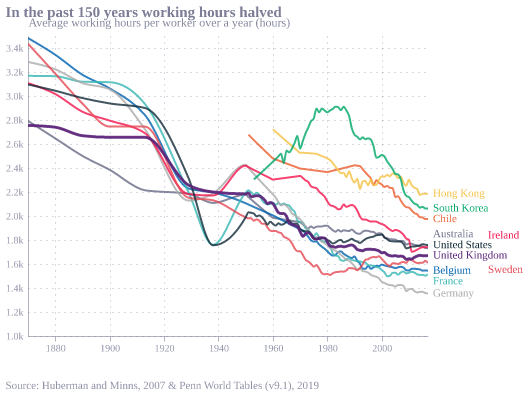 In the past 150 years working hours halved
Average working hours per worker over a year (hours)
3.4k
3.2k
3.0k
2.8k
2.6k
2.4k
2.2k
2.0k
1.8k
1.6k
1.4k
1.2k
1.0k
1880
1900
1920
1940
1960
1980
2000
Hong Kong
South Korea
Chile
Australia
Ireland
United States
United Kingdom
Belgium
Sweden
France
Germany
Source: Huberman and Minns, 2007 & Penn World Tables (v9.1), 2019